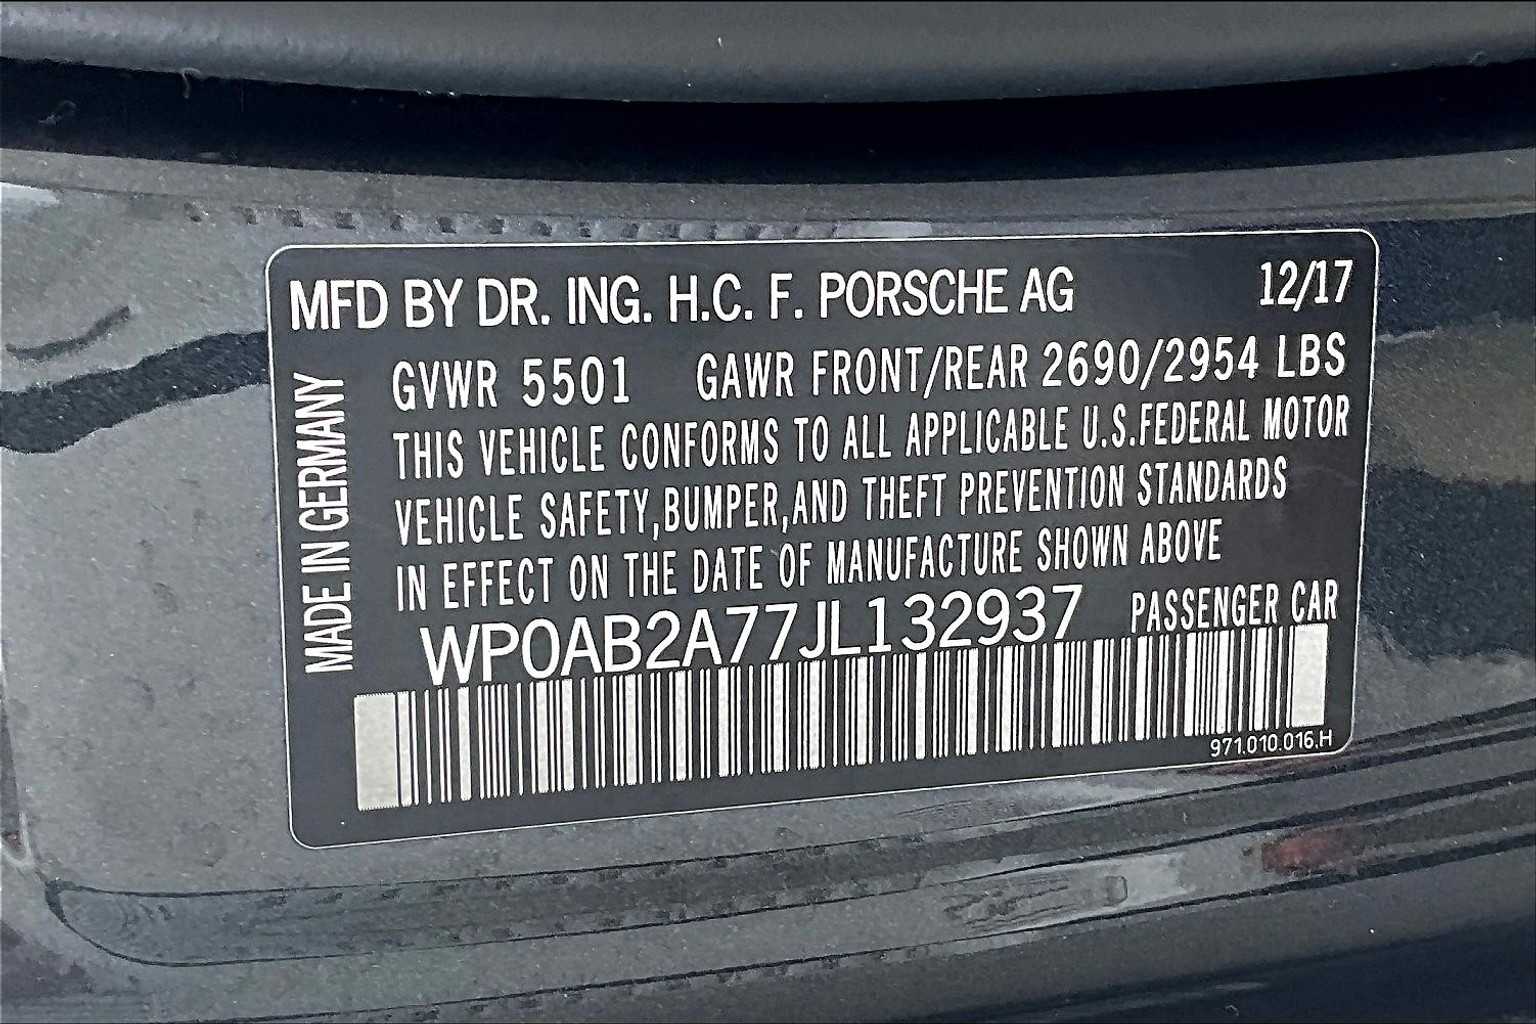 MFD BY DR. ING. H.C. F. PORSCHE AG 12/17
MADE IN GERMANY
GVWR 5501 GAWR FRONT/REAR 2690/2954 LBS
THIS VEHICLE CONFORMS TO ALL APPLICABLE U.S.FEDERAL MOTOR
VEHICLE SAFETY,BUMPER,AND THEFT PREVENTION STANDARDS
IN EFFECT ON THE DATE OF MANUFACTURE SHOWN ABOVE
WP0AB2A77JL132937 PASSENGER CAR
971.010.016.H